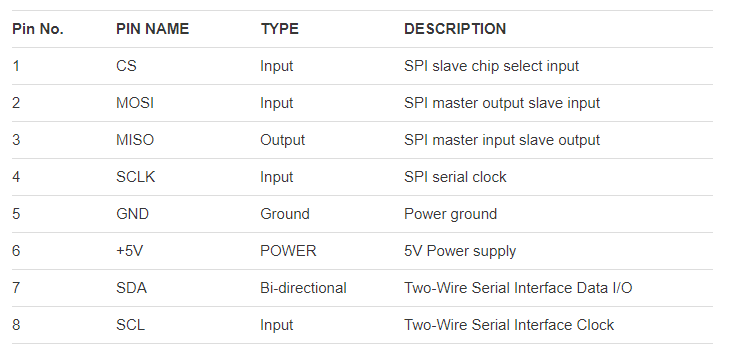 Pin No. PIN NAME TYPE DESCRIPTION
1 CS Input SPI slave chip select input
2 MOSI Input SPI master output slave input
3 MISO Output SPI master input slave output
4 SCLK Input SPI serial clock
5 GND Ground Power ground
6 +5V POWER 5V Power supply
7 SDA Bi-directional Two-Wire Serial Interface Data I/O
8 SCL Input Two-Wire Serial Interface Clock